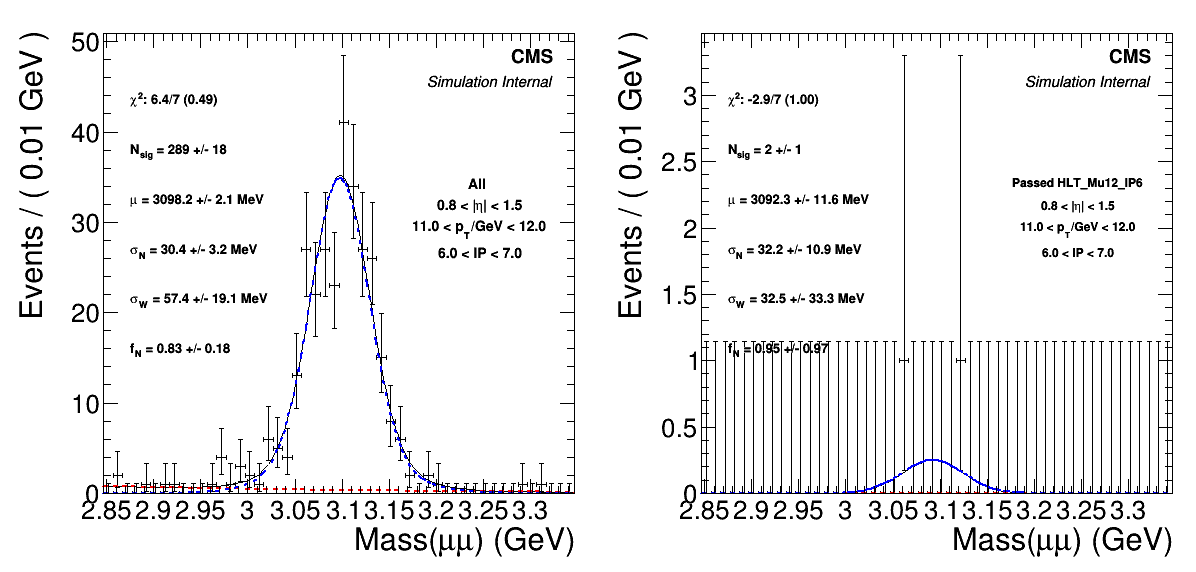 CMS
Simulation Internal
χ²: 6.4/7 (0.49)
N_sig = 289 +/- 18
μ = 3098.2 +/- 2.1 MeV
σ_N = 30.4 +/- 3.2 MeV
σ_W = 57.4 +/- 19.1 MeV
f_N = 0.83 +/- 0.18
All
0.8 < |η| < 1.5
11.0 < p_T/GeV < 12.0
6.0 < IP < 7.0
Events / ( 0.01 GeV )
50
40
30
20
10
0
2.85 2.9 2.95 3 3.05 3.1 3.15 3.2 3.25 3.3
Mass(μμ) (GeV)
CMS
Simulation Internal
χ²: -2.9/7 (1.00)
N_sig = 2 +/- 1
μ = 3092.3 +/- 11.6 MeV
σ_N = 32.2 +/- 10.9 MeV
σ_W = 32.5 +/- 33.3 MeV
f_N = 0.95 +/- 0.97
Passed HLT_Mu12_IP6
0.8 < |η| < 1.5
11.0 < p_T/GeV < 12.0
6.0 < IP < 7.0
Events / ( 0.01 GeV )
3
2.5
2
1.5
1
0.5
0
2.85 2.9 2.95 3 3.05 3.1 3.15 3.2 3.25 3.3
Mass(μμ) (GeV)